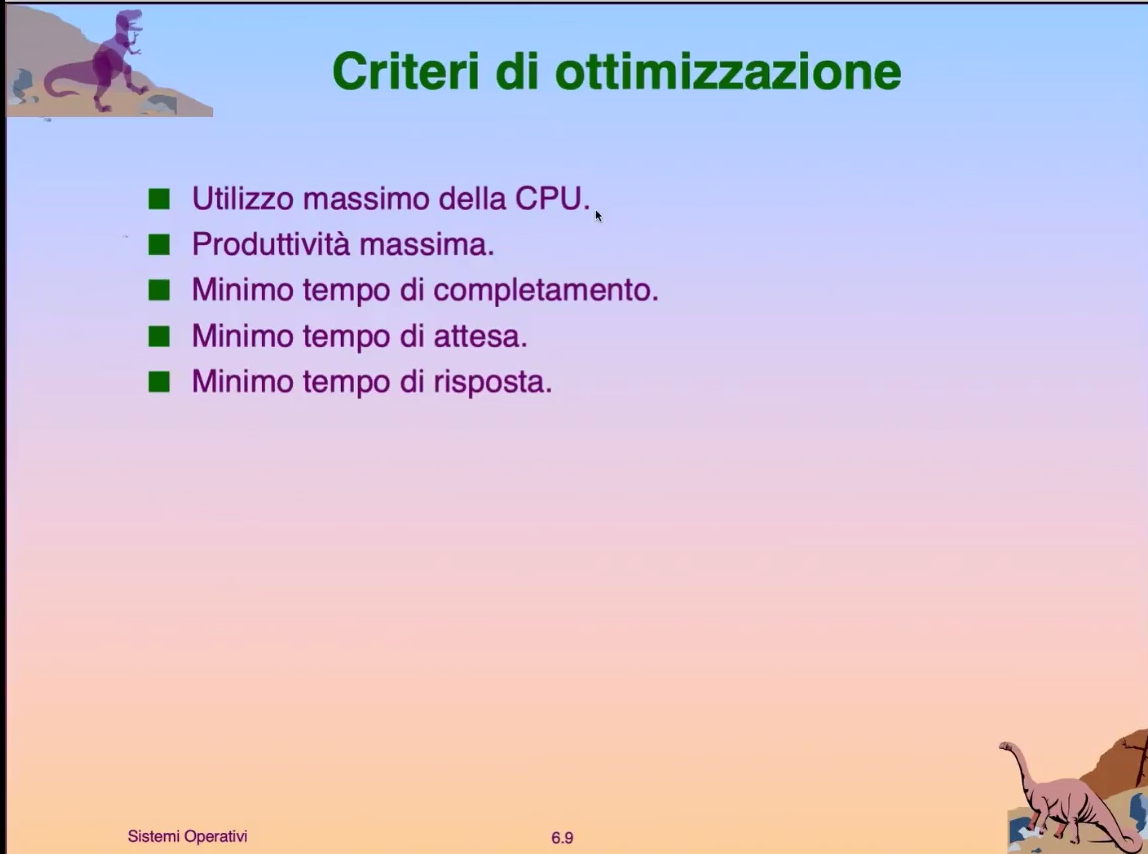 Criteri di ottimizzazione
Utilizzo massimo della CPU.
Produttività massima.
Minimo tempo di completamento.
Minimo tempo di attesa.
Minimo tempo di risposta.
Sistemi Operativi
6.9